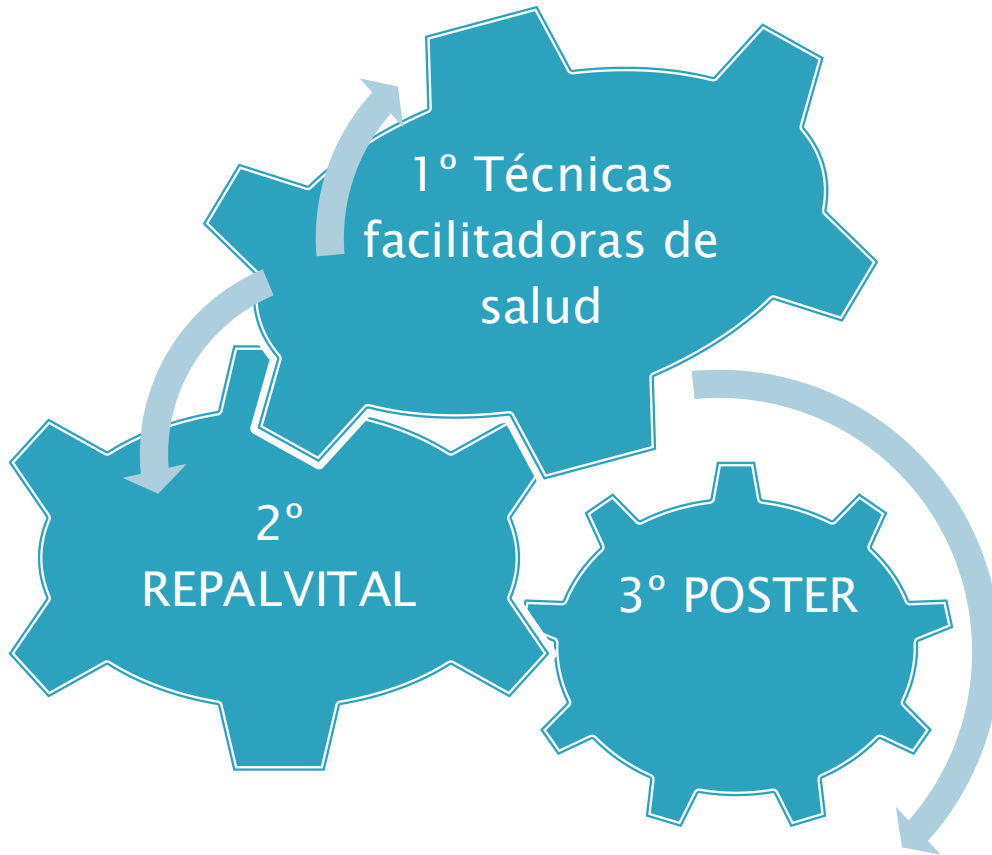 1º Técnicas
facilitadoras de
salud
2º
REPALVITAL
3º POSTER